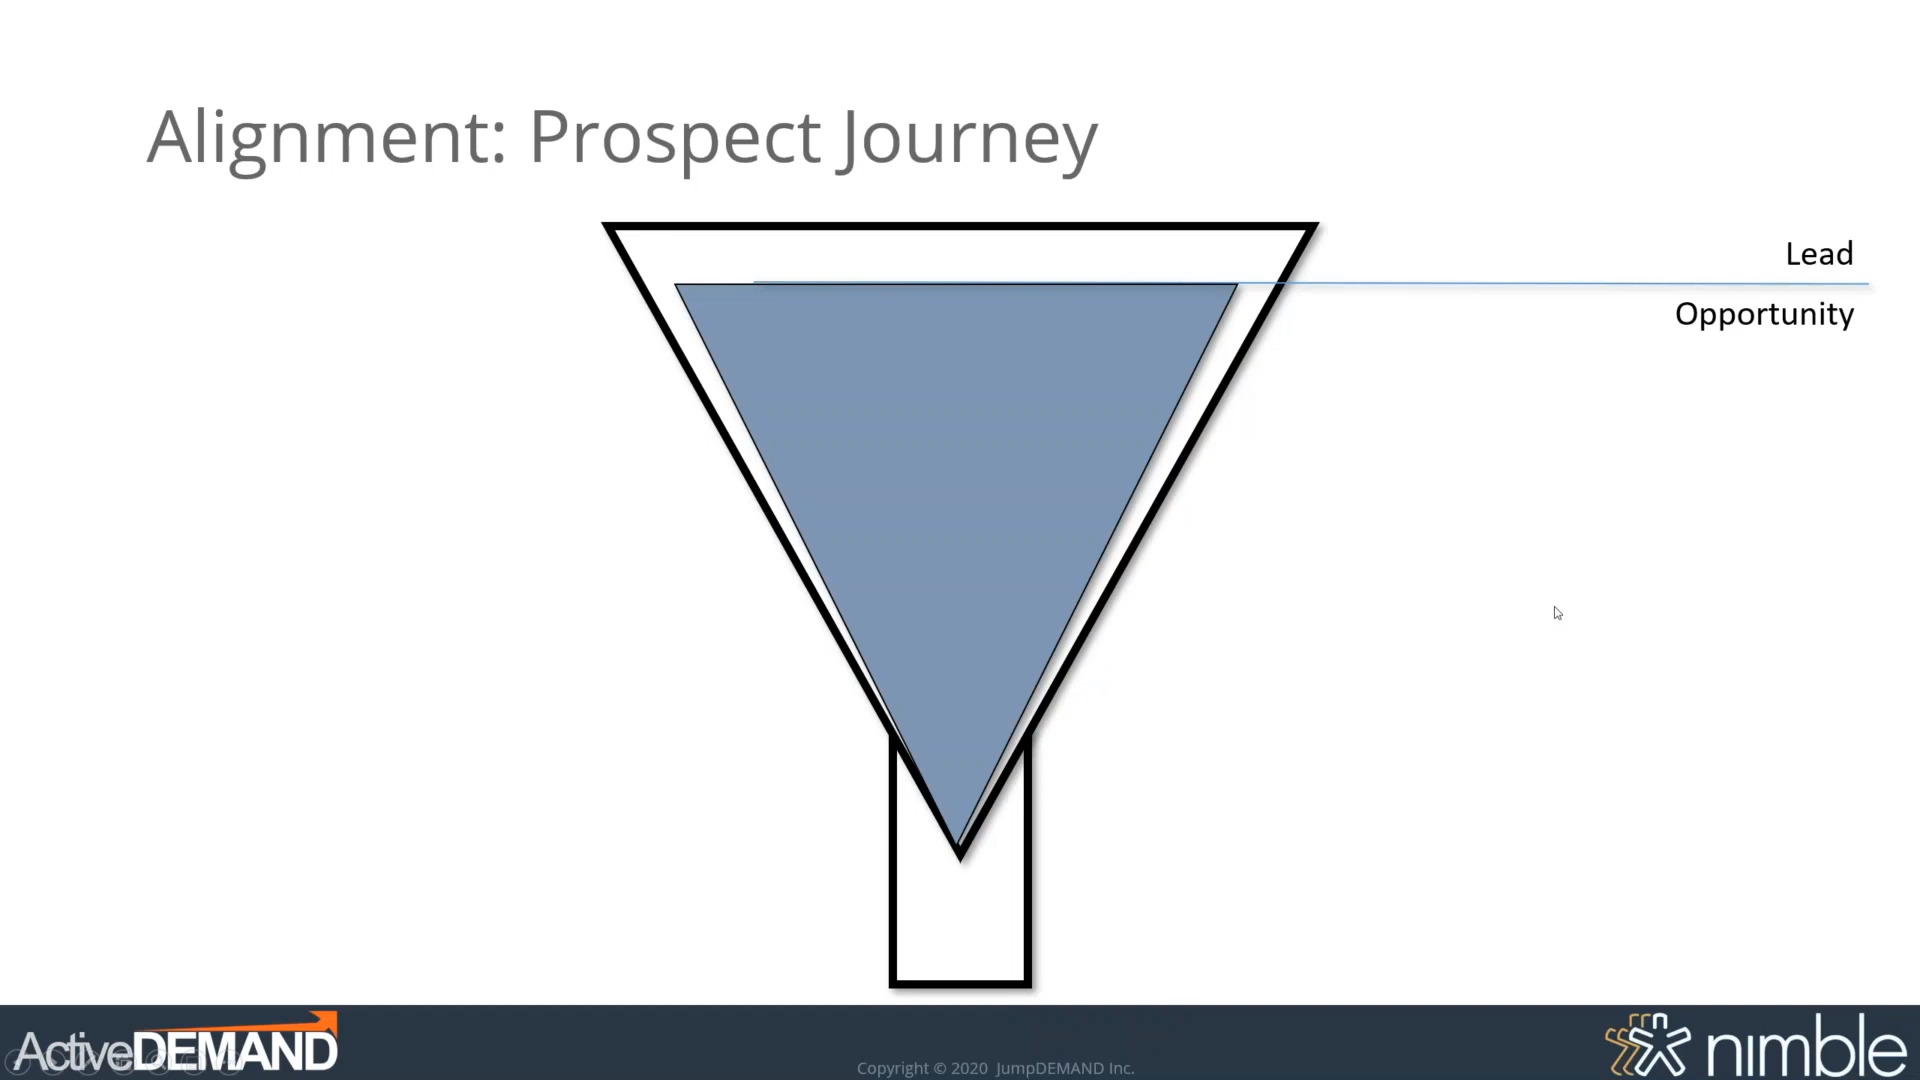 Alignment: Prospect Journey
Lead
Opportunity
ActiveDEMAND
Copyright © 2020 JumpDEMAND Inc.
nimble